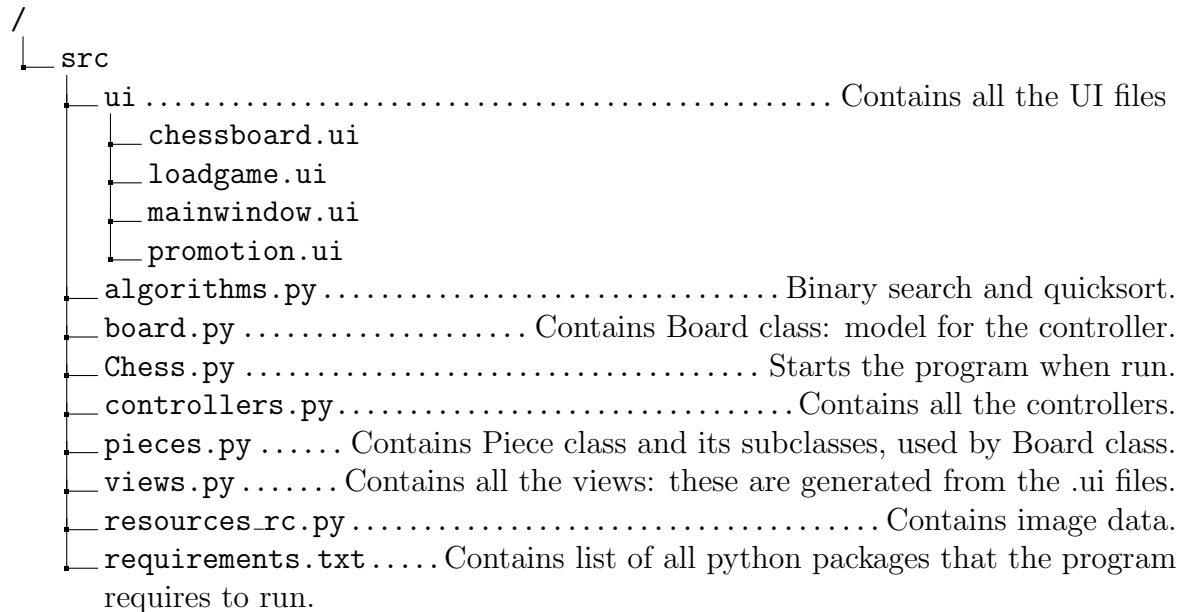 /
src
ui ................................................ Contains all the UI files
chessboard.ui
loadgame.ui
mainwindow.ui
promotion.ui
algorithms.py................................Binary search and quicksort.
board.py .................... Contains Board class: model for the controller.
Chess.py .................................... Starts the program when run.
controllers.py................................Contains all the controllers.
pieces.py ...... Contains Piece class and its subclasses, used by Board class.
views.py.......Contains all the views: these are generated from the .ui files.
resources_rc.py.....................................Contains image data.
requirements.txt.....Contains list of all python packages that the program
requires to run.